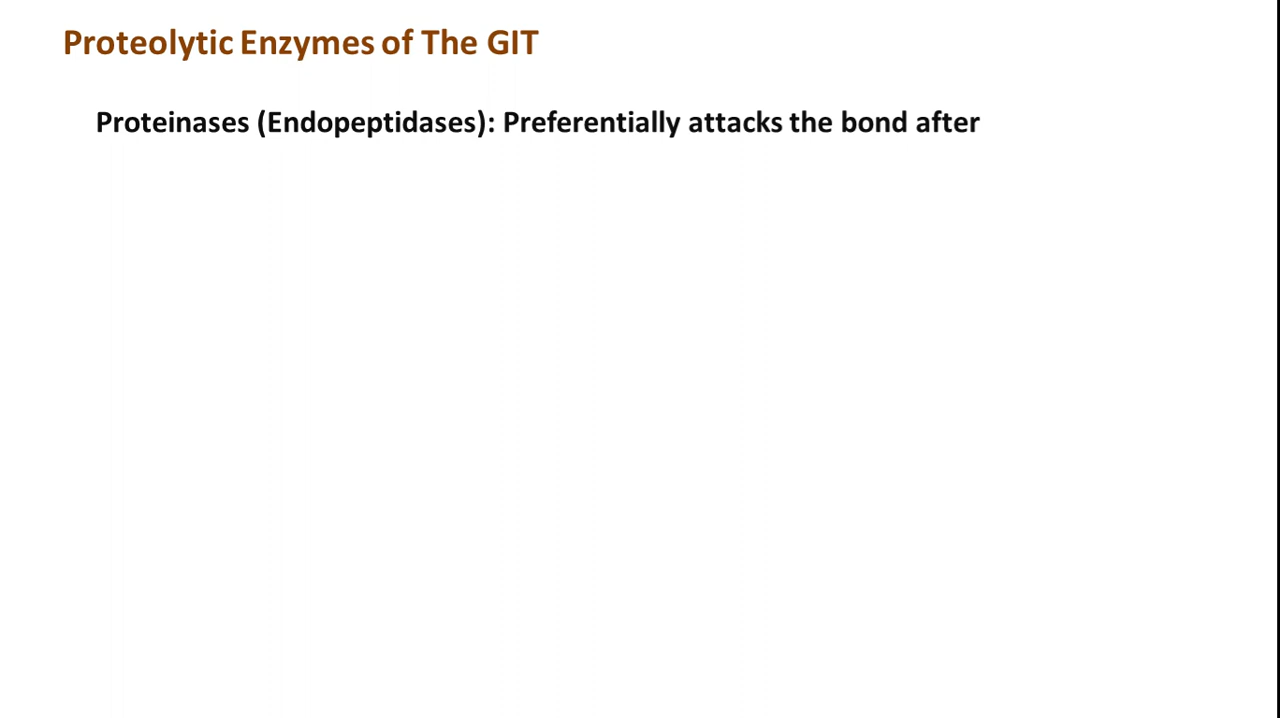 Proteolytic Enzymes of The GIT
Proteinases (Endopeptidases): Preferentially attacks the bond after